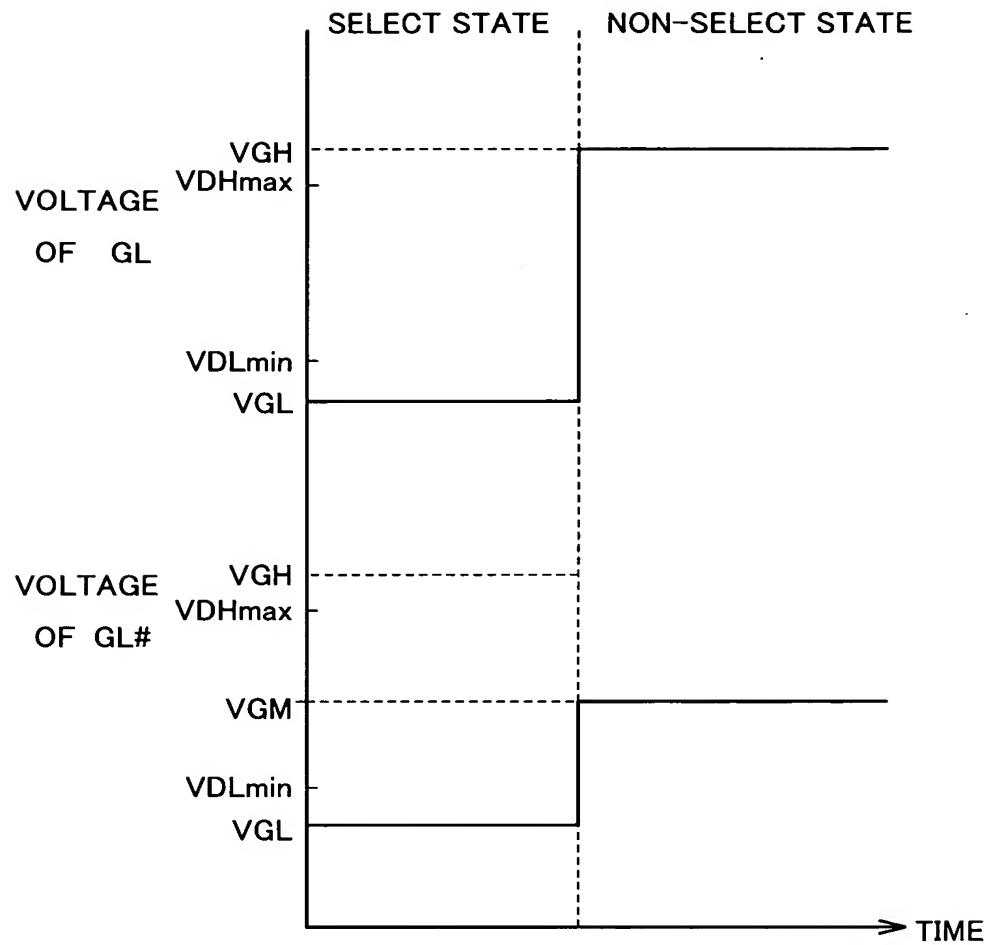 SELECT STATE NON-SELECT STATE
VGH
VDHmax
VOLTAGE
OF GL
VDLmin
VGL
VGH
VOLTAGE
VDHmax
OF GL#
VGM
VDLmin
VGL
TIME